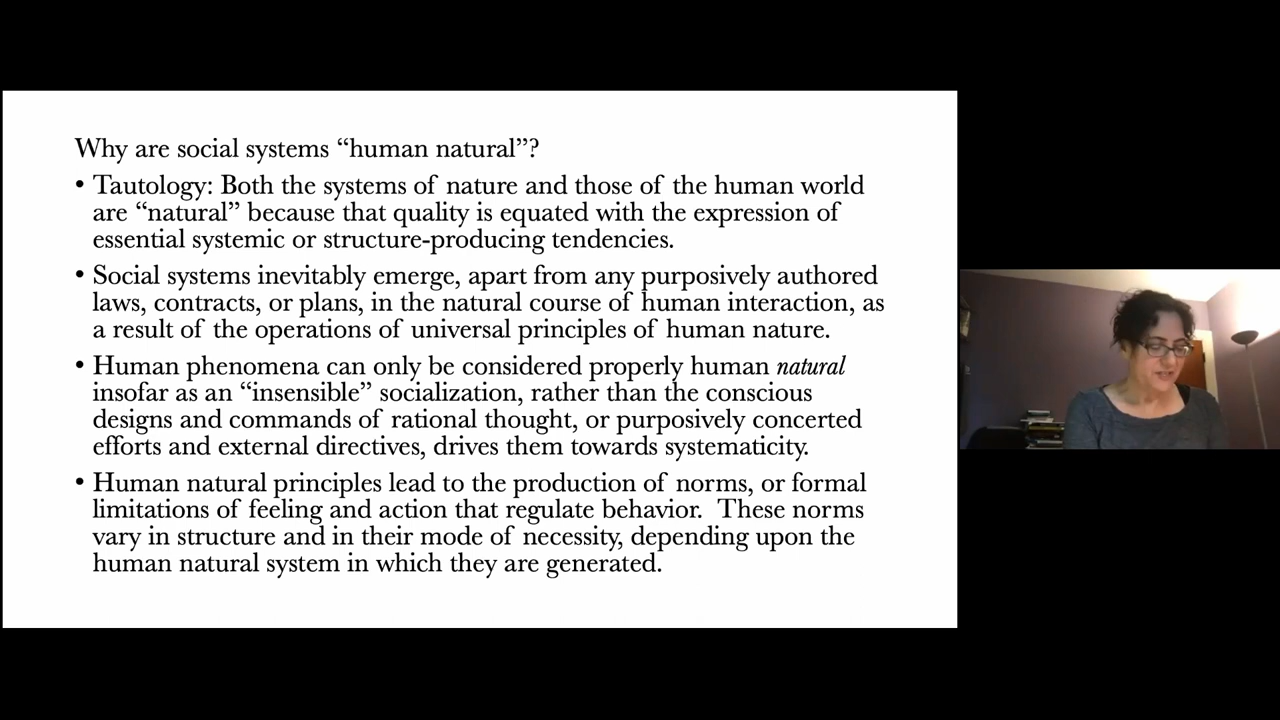 Why are social systems “human natural”?
• Tautology: Both the systems of nature and those of the human world
are “natural” because that quality is equated with the expression of
essential systemic or structure-producing tendencies.
• Social systems inevitably emerge, apart from any purposively authored
laws, contracts, or plans, in the natural course of human interaction, as
a result of the operations of universal principles of human nature.
• Human phenomena can only be considered properly human natural
insofar as an “insensible” socialization, rather than the conscious
designs and commands of rational thought, or purposively concerted
efforts and external directives, drives them towards systematicity.
• Human natural principles lead to the production of norms, or formal
limitations of feeling and action that regulate behavior. These norms
vary in structure and in their mode of necessity, depending upon the
human natural system in which they are generated.